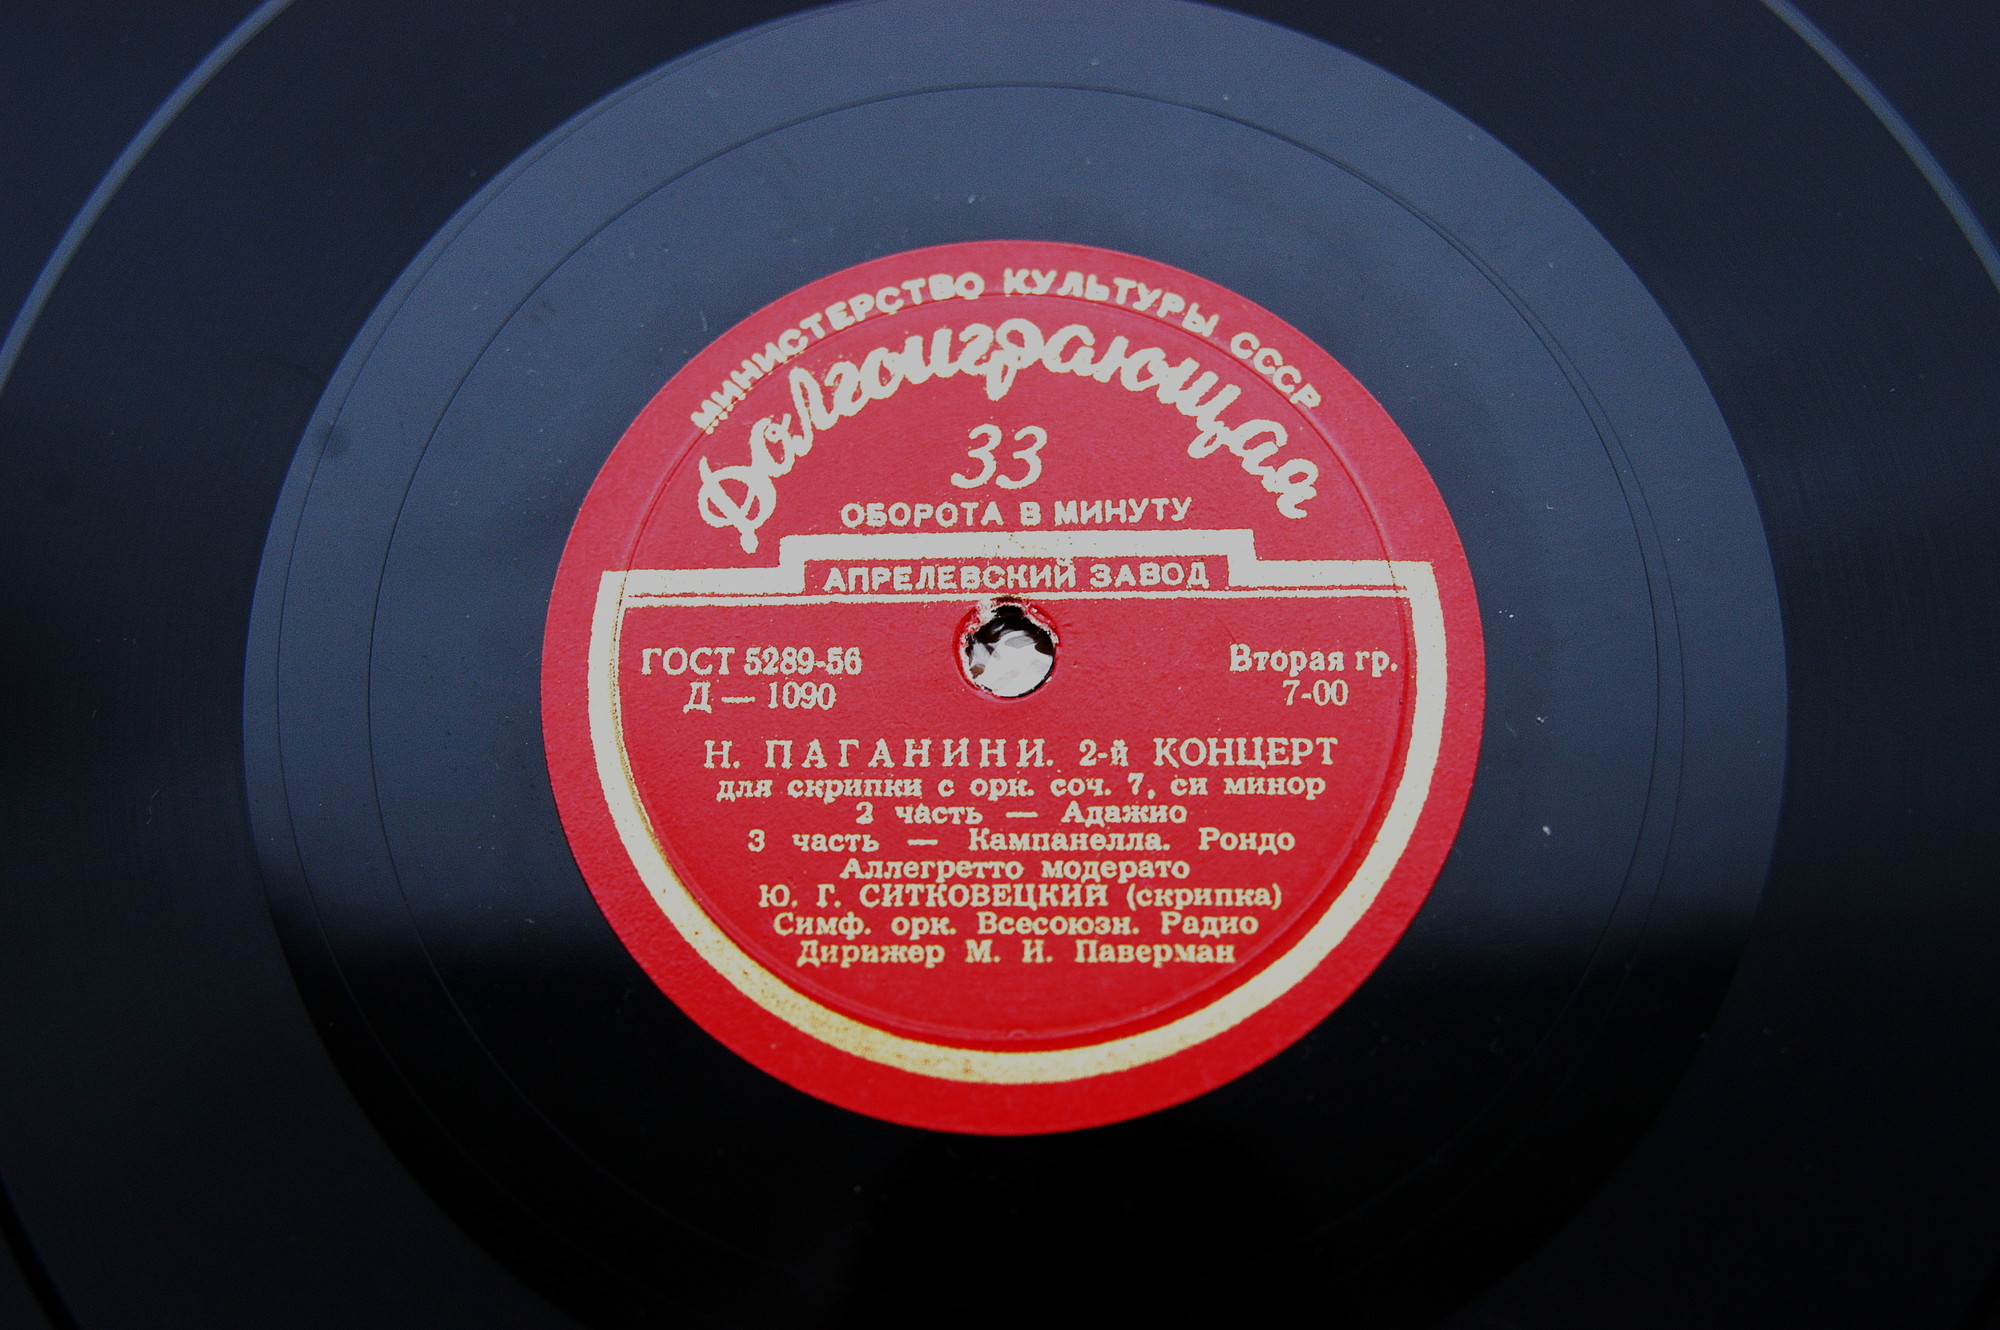 МИНИСТЕРСТВО КУЛЬТУРЫ СССР
Долгоиграющая
33
ОБОРОТА В МИНУТУ
АПРЕЛЕВСКИЙ ЗАВОД
ГОСТ 5289-56
Д — 1090
Вторая гр.
7-00
Н. ПАГАНИНИ. 2-й КОНЦЕРТ
для скрипки с орк. соч. 7, си минор
2 часть — Адажио
3 часть — Кампанелла. Рондо
Аллегретто модерато
Ю. Г. СИТКОВЕЦКИЙ (скрипка)
Симф. орк. Всесоюзн. Радио
Дирижер М. И. Паверман